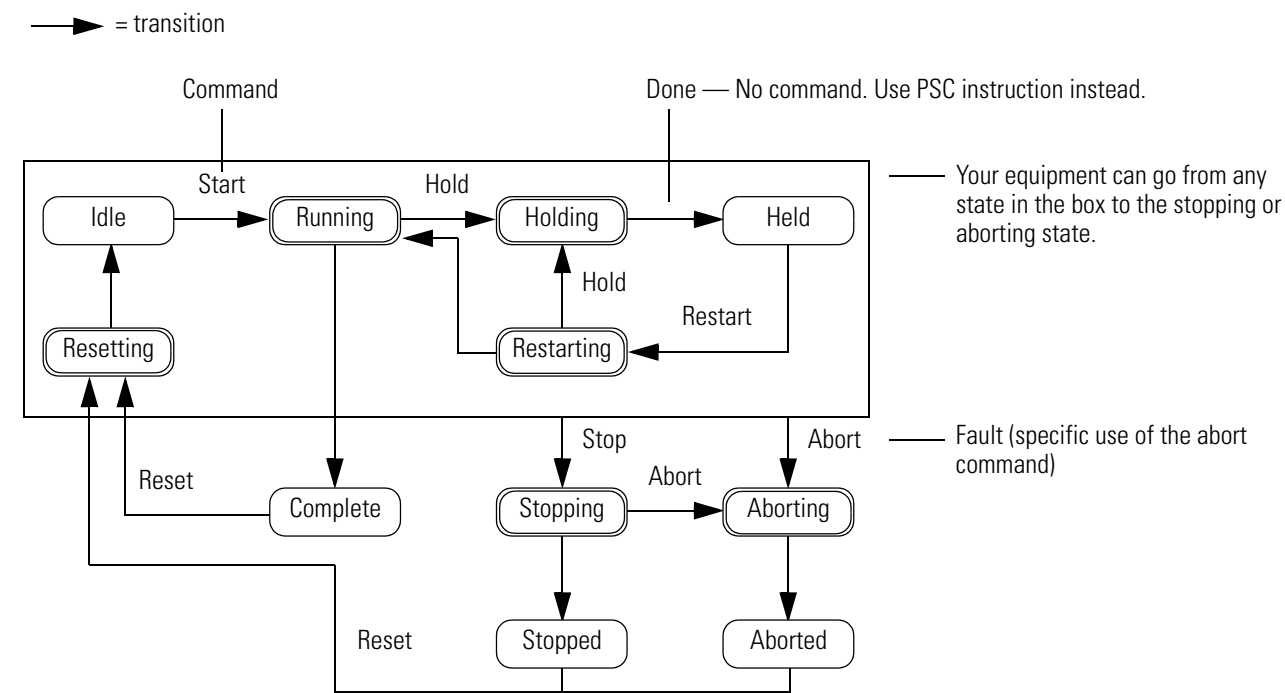 = transition
Command
Done — No command. Use PSC instruction instead.
Start
Hold
Idle
Running
Holding
Held
Your equipment can go from any
state in the box to the stopping or
aborting state.
Hold
Restart
Resetting
Restarting
Stop
Abort
Fault (specific use of the abort
command)
Reset
Abort
Complete
Stopping
Aborting
Reset
Stopped
Aborted